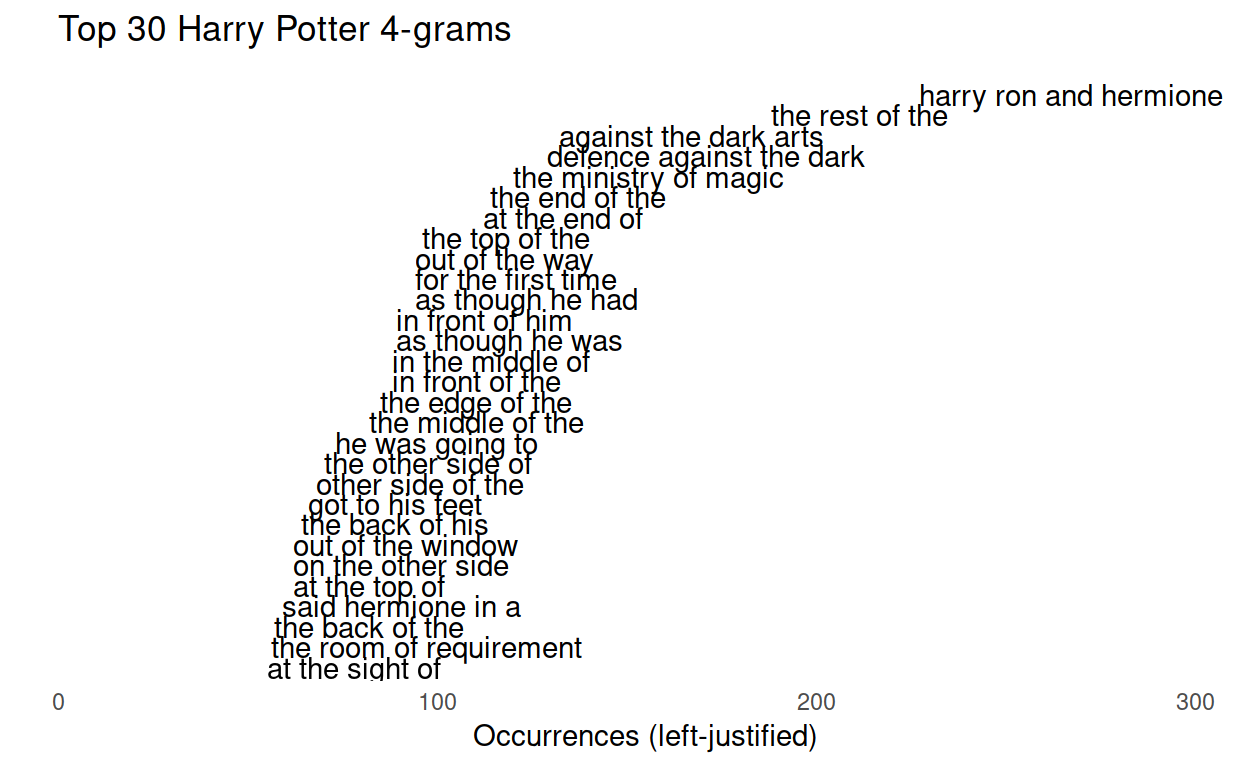 Top 30 Harry Potter 4-grams
harry ron and hermione
the rest of the
against the dark arts
defence against the dark
the ministry of magic
the end of the
at the end of
the top of the
out of the way
for the first time
as though he had
in front of him
as though he was
in the middle of
in front of the
the edge of the
the middle of the
he was going to
the other side of
other side of the
got to his feet
the back of his
out of the window
on the other side
at the top of
said hermione in a
the back of the
the room of requirement
at the sight of
0 100 200 300
Occurrences (left-justified)